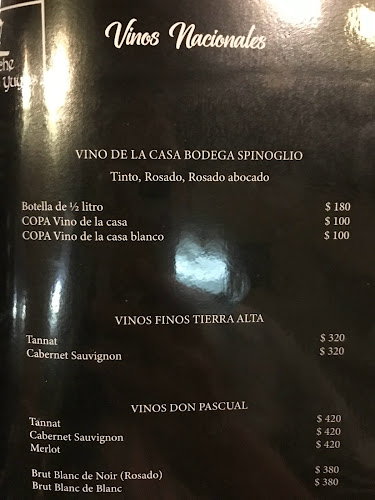 Vinos Nacionales
VINO DE LA CASA BODEGA SPINOGLIO
Tinto, Rosado, Rosado abocado
Botella de ½ litro $ 180
COPA Vino de la casa $ 100
COPA Vino de la casa blanco $ 100
VINOS FINOS TIERRA ALTA
Tannat $ 320
Cabernet Sauvignon $ 320
VINOS DON PASCUAL
Tannat $ 420
Cabernet Sauvignon $ 420
Merlot $ 420
Brut Blanc de Noir (Rosado) $ 380
Brut Blanc de Blanc $ 380